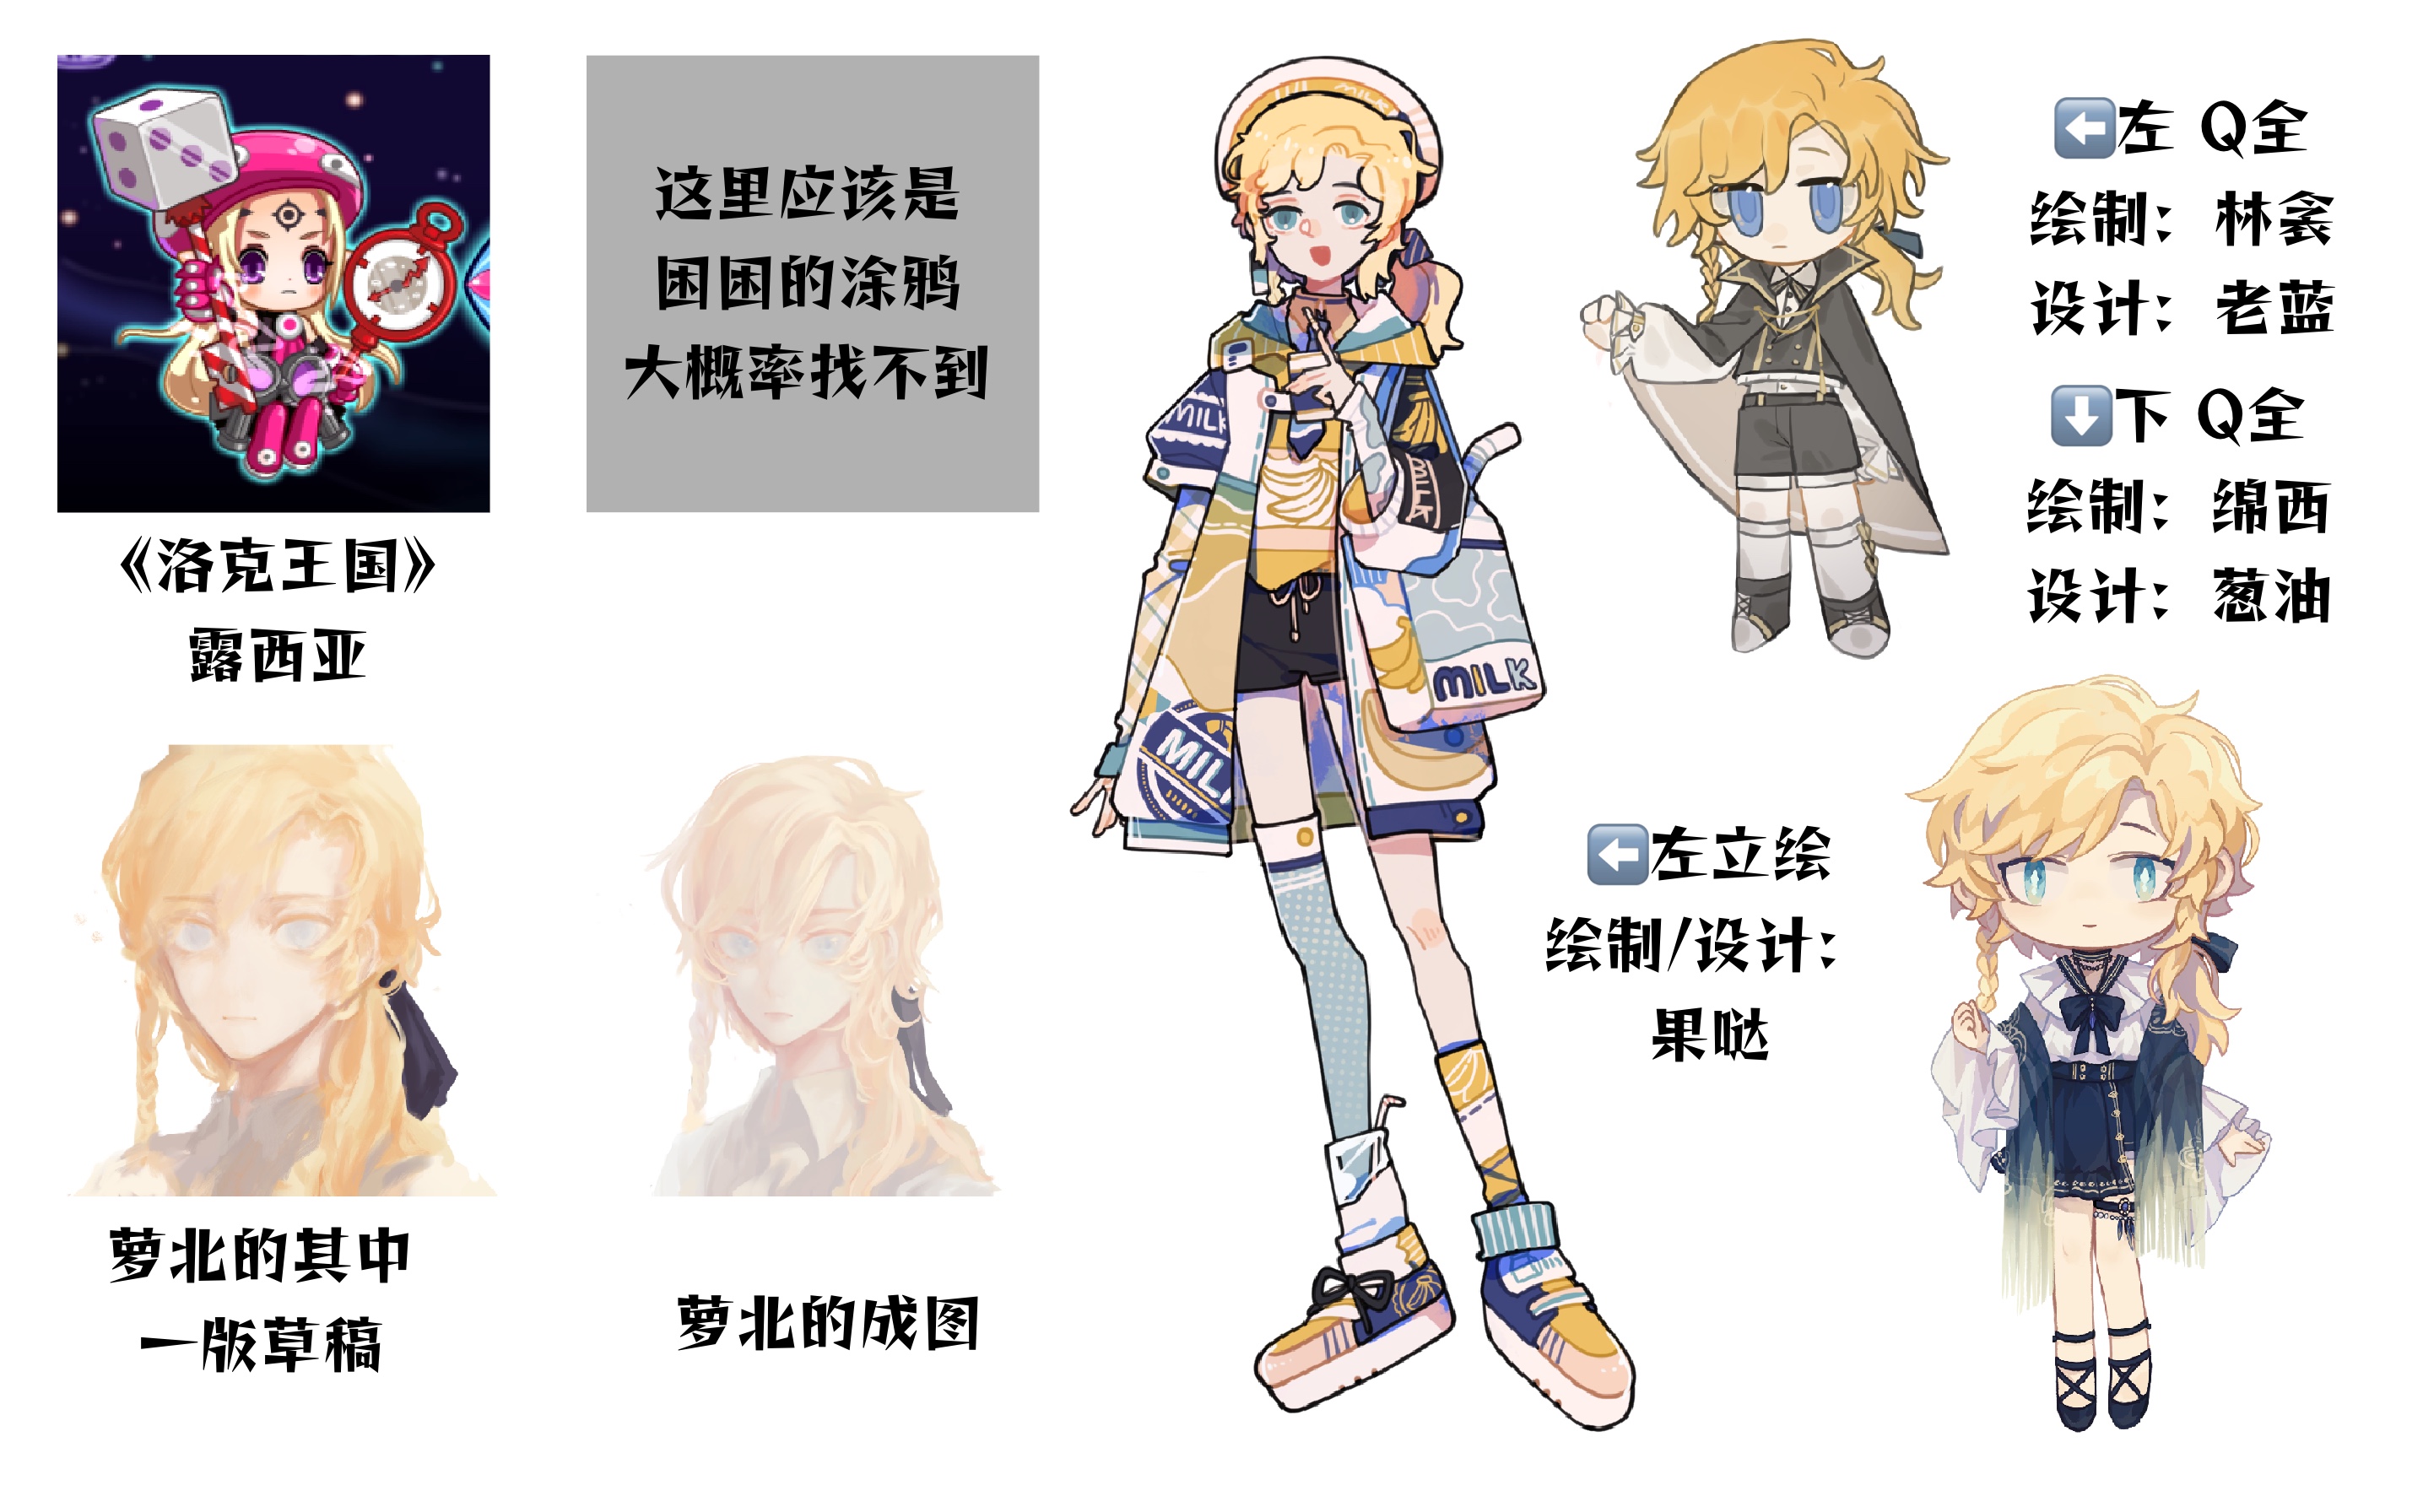 这里应该是
困困的涂鸦
大概率找不到
《洛克王国》
露西亚
萝北的其中
一版草稿
萝北的成图
MILK
MILK
MILK
MILK
MIL
⬅️左 Q全
绘制：林衾
设计：老蓝
⬇️下 Q全
绘制：绵西
设计：葱油
⬅️左立绘
绘制/设计：
果哒